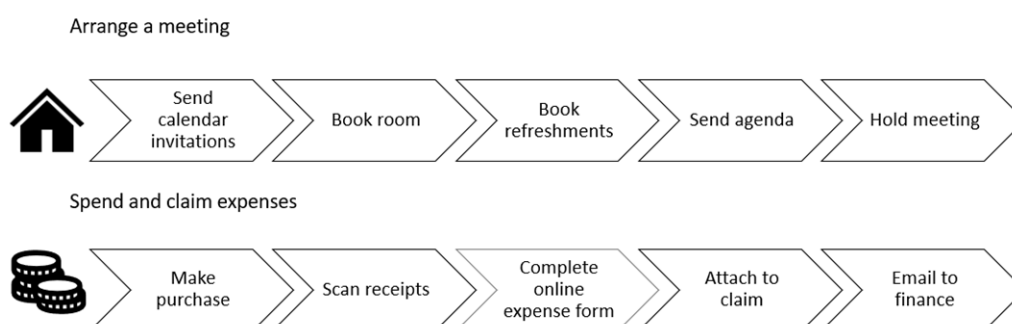 Arrange a meeting
Send
calendar
invitations
Book room
Book
refreshments
Send agenda
Hold meeting
Spend and claim expenses
Make
purchase
Scan receipts
Complete
online
expense form
Attach to
claim
Email to
finance